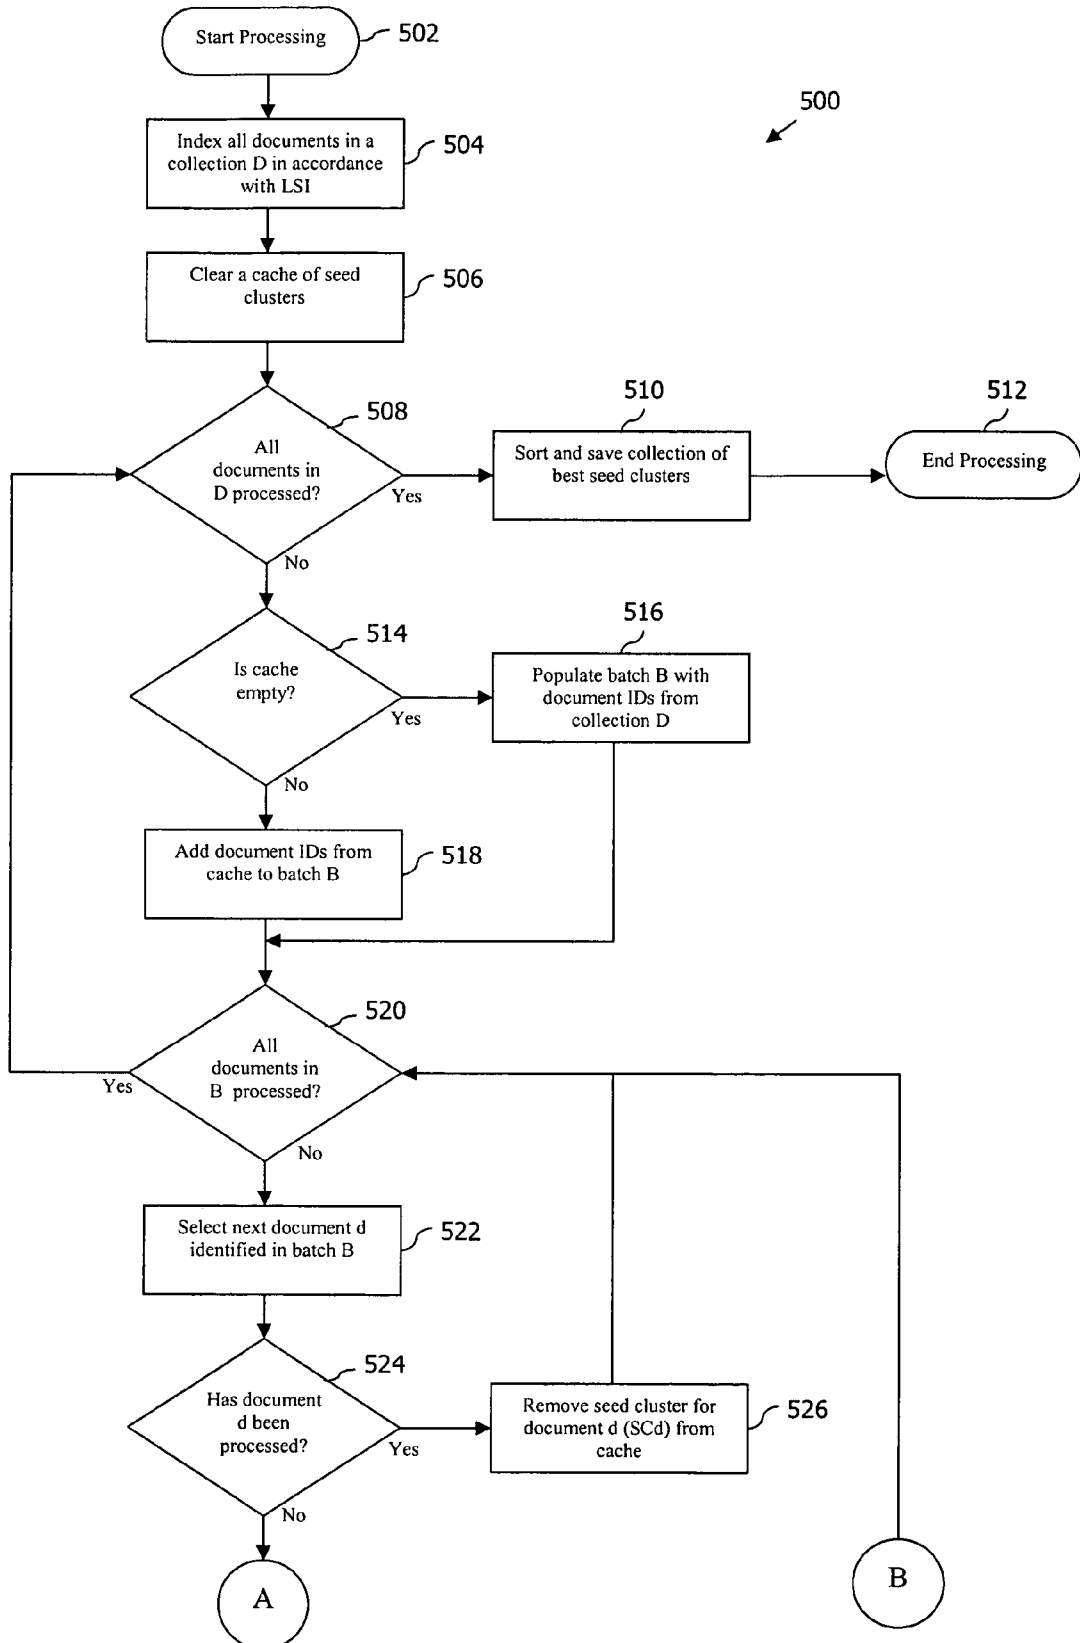 Start Processing
502
500
Index all documents in a
collection D in accordance
with LSI
504
Clear a cache of seed
clusters
506
All
documents in
D processed?
508
Yes
No
510
Sort and save collection of
best seed clusters
512
End Processing
Is cache
empty?
514
Yes
No
516
Populate batch B with
document IDs from
collection D
Add document IDs from
cache to batch B
518
All
documents in
B processed?
520
Yes
No
Select next document d
identified in batch B
522
Has document
d been
processed?
524
Yes
No
Remove seed cluster for
document d (SCd) from
cache
526
A
B